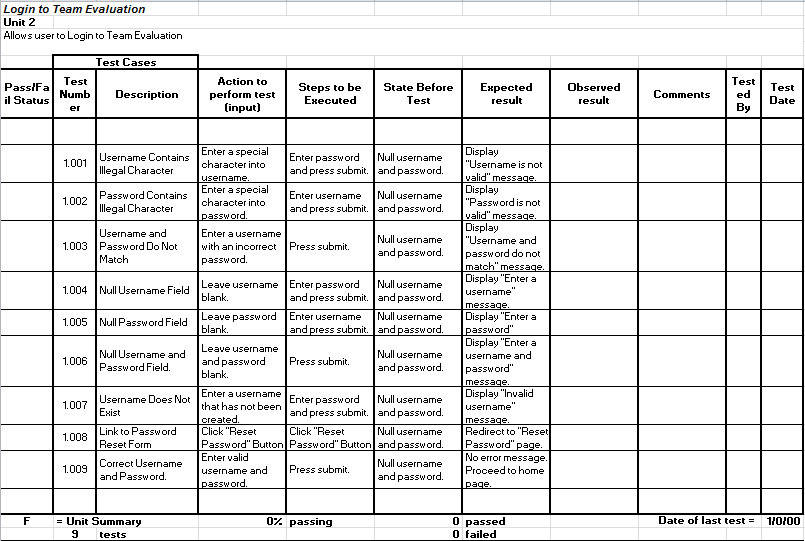 Login to Team Evaluation
Unit 2
Allows user to Login to Team Evaluation
Test Cases
Pass/Fa
il Status
Test
Numb
er
Description
Action to
perform test
(input)
Steps to be
Executed
State Before
Test
Expected
result
Observed
result
Comments
Test
ed
By
Test
Date
1.001
Username Contains
Illegal Character
Enter a special
character into
username.
Enter password
and press submit.
Null username
and password.
Display
"Username is not
valid" message.
1.002
Password Contains
Illegal Character
Enter a special
character into
password.
Enter username
and press submit.
Null username
and password.
Display
"Password is not
valid" message.
1.003
Username and
Password Do Not
Match
Enter a username
with an incorrect
password.
Press submit.
Null username
and password.
Display
"Username and
password do not
match" message.
1.004
Null Username Field
Leave username
blank.
Enter password
and press submit.
Null username
and password.
Display "Enter a
username"
message.
1.005
Null Password Field
Leave password
blank.
Enter username
and press submit.
Null username
and password.
Display "Enter a
password"
1.006
Null Username and
Password Field.
Leave username
and password
blank.
Press submit.
Null username
and password.
Display "Enter a
username and
password"
message.
1.007
Username Does Not
Exist
Enter a username
that has not been
created.
Enter password
and press submit.
Null username
and password.
Display "Invalid
username"
message.
1.008
Link to Password
Reset Form
Click "Reset
Password" Button
Click "Reset
Password" Button
Null username
and password.
Redirect to "Reset
Password" page.
1.009
Correct Username
and Password.
Enter valid
username and
password.
Press submit.
Null username
and password.
No error message.
Proceed to home
page.
F = Unit Summary 0% passing 0 passed Date of last test = 1/0/00
9 tests 0 failed